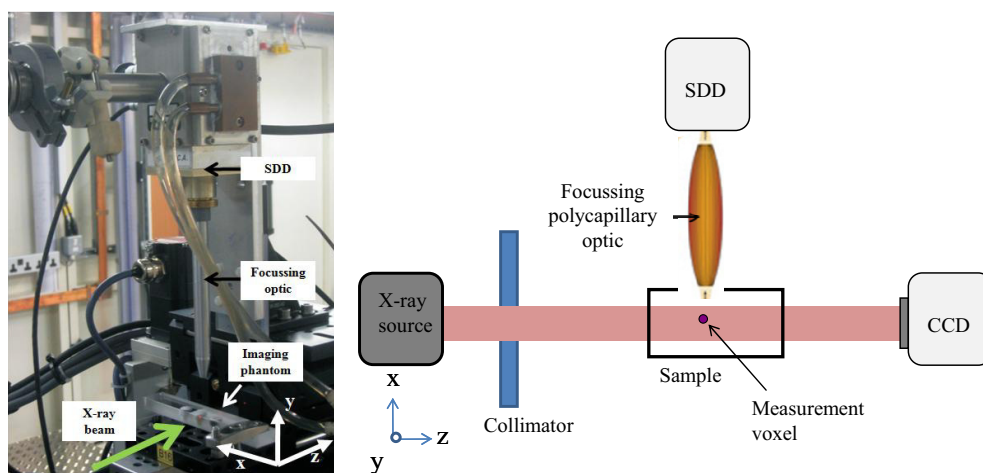 SDD
Focussing
optic
Imaging
phantom
X-ray
beam
y
x
z
SDD
Focussing
polycapillary
optic
X-ray
source
CCD
Sample
x
z
y
Collimator
Measurement
voxel